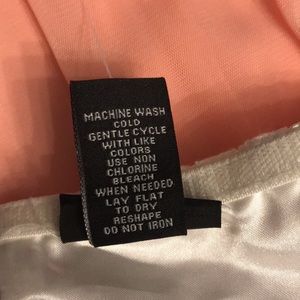 MACHINE WASH
COLD
GENTLE CYCLE
WITH LIKE
COLORS
USE NON
CHLORINE
BLEACH
WHEN NEEDED
LAY FLAT
TO DRY
RESHAPE
DO NOT IRON